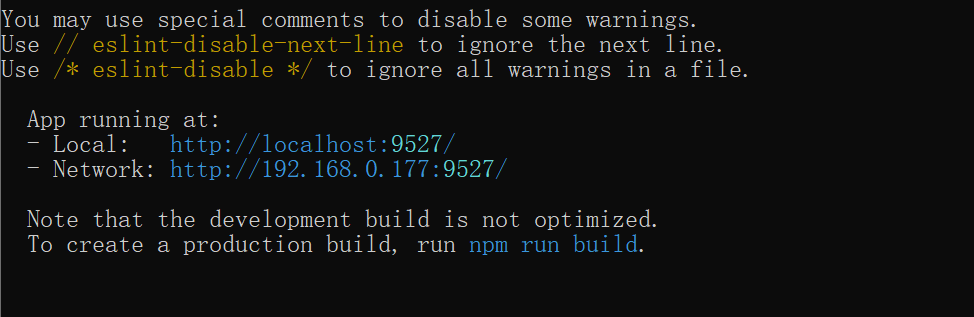 You may use special comments to disable some warnings.
Use // eslint-disable-next-line to ignore the next line.
Use /* eslint-disable */ to ignore all warnings in a file.
App running at:
- Local:   http://localhost:9527/
- Network: http://192.168.0.177:9527/
Note that the development build is not optimized.
To create a production build, run npm run build.